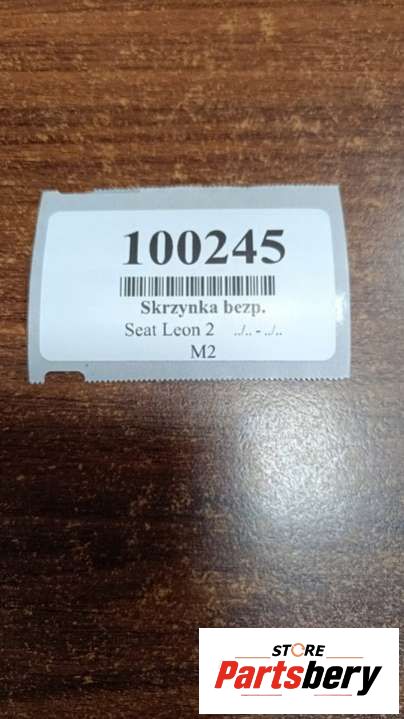 100245
Skrzynka bezp.
Seat Leon 2 ../.. - ../..
M2
STORE
Partsbery